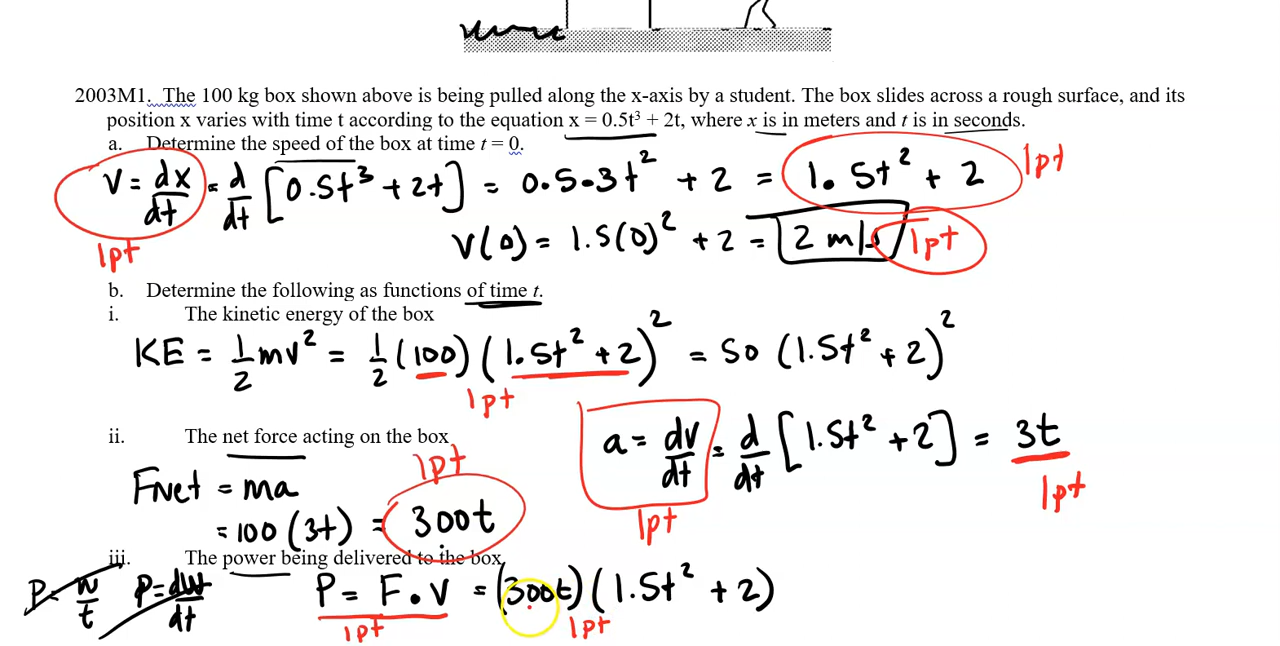 2003M1. The 100 kg box shown above is being pulled along the x-axis by a student. The box slides across a rough surface, and its
position x varies with time t according to the equation x = 0.5t³ + 2t, where x is in meters and t is in seconds.
a. Determine the speed of the box at time t = 0.
V = dx/dt = d/dt [0.5t³ + 2t] = 0.5·3t² + 2 = 1.5t² + 2 1pt
1pt
V(0) = 1.5(0)² + 2 = 2 m/s 1pt
b. Determine the following as functions of time t.
i. The kinetic energy of the box
KE = 1/2 mv² = 1/2 (100) (1.5t² + 2)² = 50 (1.5t² + 2)²
1pt
ii. The net force acting on the box
a = dv/dt = d/dt [1.5t² + 2] = 3t
1pt 1pt
Fnet = ma
1pt
= 100 (3t) = 300t
iii. The power being delivered to the box
P = W/t P = dW/dt P = F · V = (300t) (1.5t² + 2)
1pt 1pt